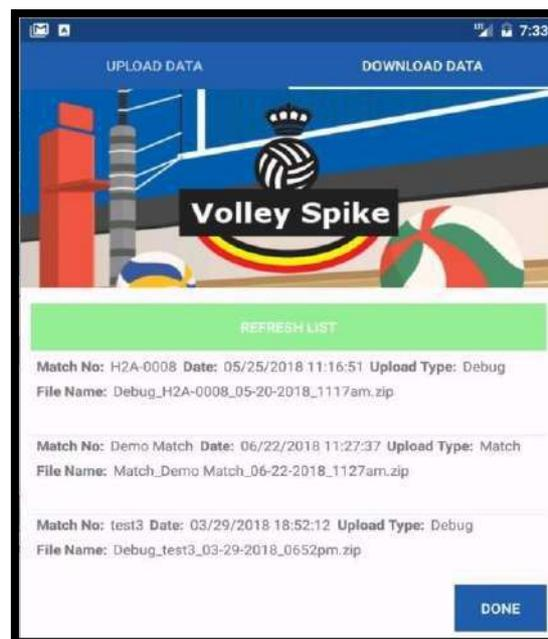 LTE 7:33
UPLOAD DATA DOWNLOAD DATA
Volley Spike
REFRESH LIST
Match No: H2A-0008 Date: 05/25/2018 11:16:51 Upload Type: Debug
File Name: Debug_H2A-0008_05-20-2018_1117am.zip
Match No: Demo Match Date: 06/22/2018 11:27:37 Upload Type: Match
File Name: Match_Demo Match_06-22-2018_1127am.zip
Match No: test3 Date: 03/29/2018 18:52:12 Upload Type: Debug
File Name: Debug_test3_03-29-2018_0652pm.zip
DONE